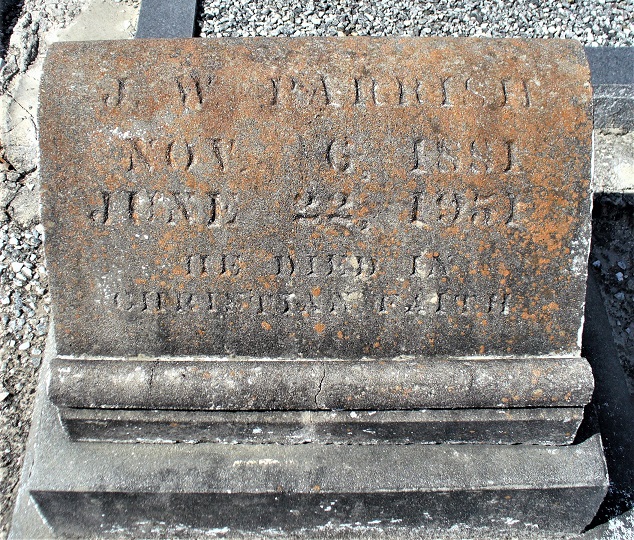 J. W PARRISH
NOV. 6, 1881
JUNE 22, 1951
HE DIED IN
CHRISTIAN FAITH